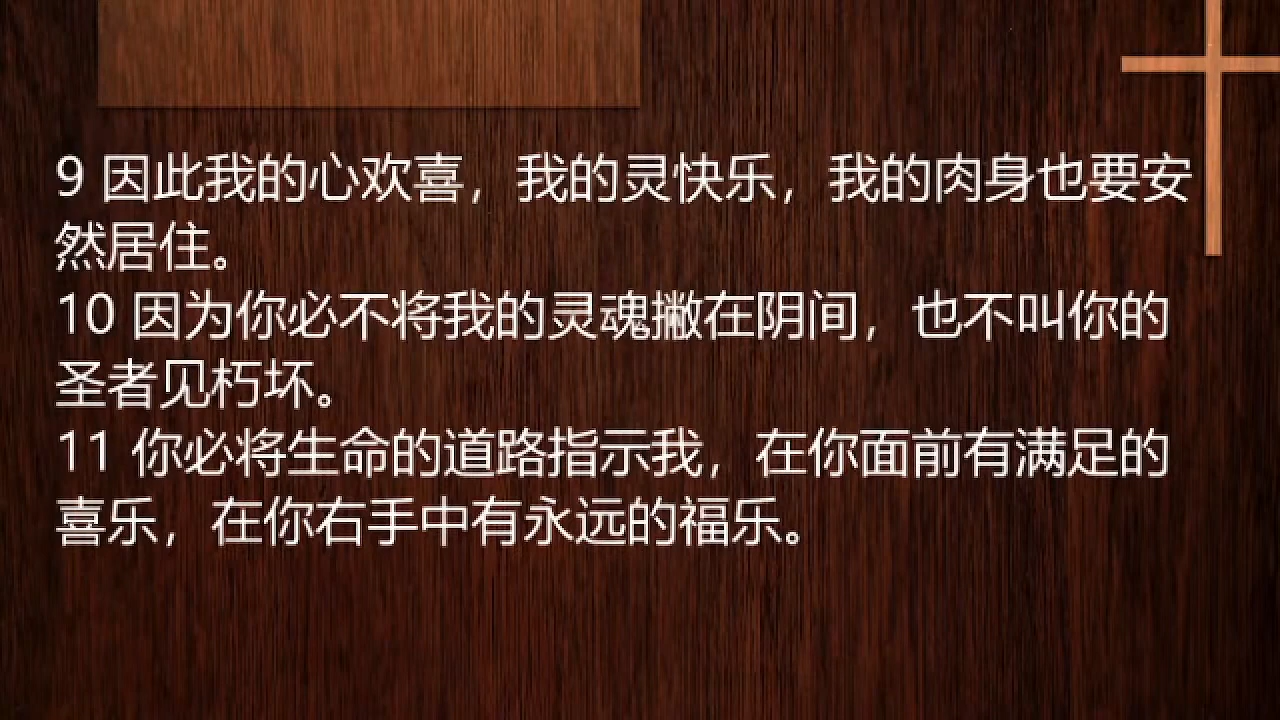 9 因此我的心欢喜，我的灵快乐，我的肉身也要安
然居住。
10 因为你必不将我的灵魂撇在阴间，也不叫你的
圣者见朽坏。
11 你必将生命的道路指示我，在你面前有满足的
喜乐，在你右手中有永远的福乐。